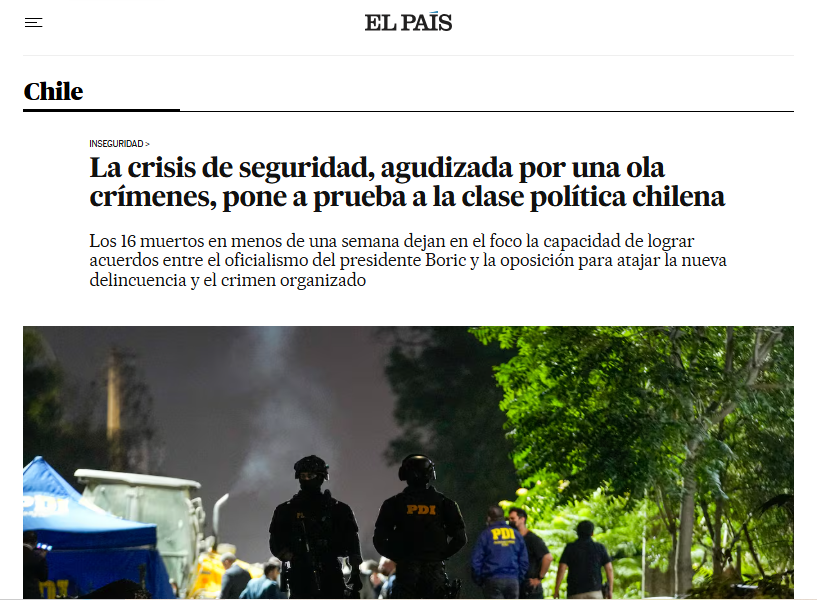 EL PAÍS
Chile
INSEGURIDAD >
La crisis de seguridad, agudizada por una ola
crímenes, pone a prueba a la clase política chilena
Los 16 muertos en menos de una semana dejan en el foco la capacidad de lograr
acuerdos entre el oficialismo del presidente Boric y la oposición para atajar la nueva
delincuencia y el crimen organizado
PDI
PDI
PDI
PDI